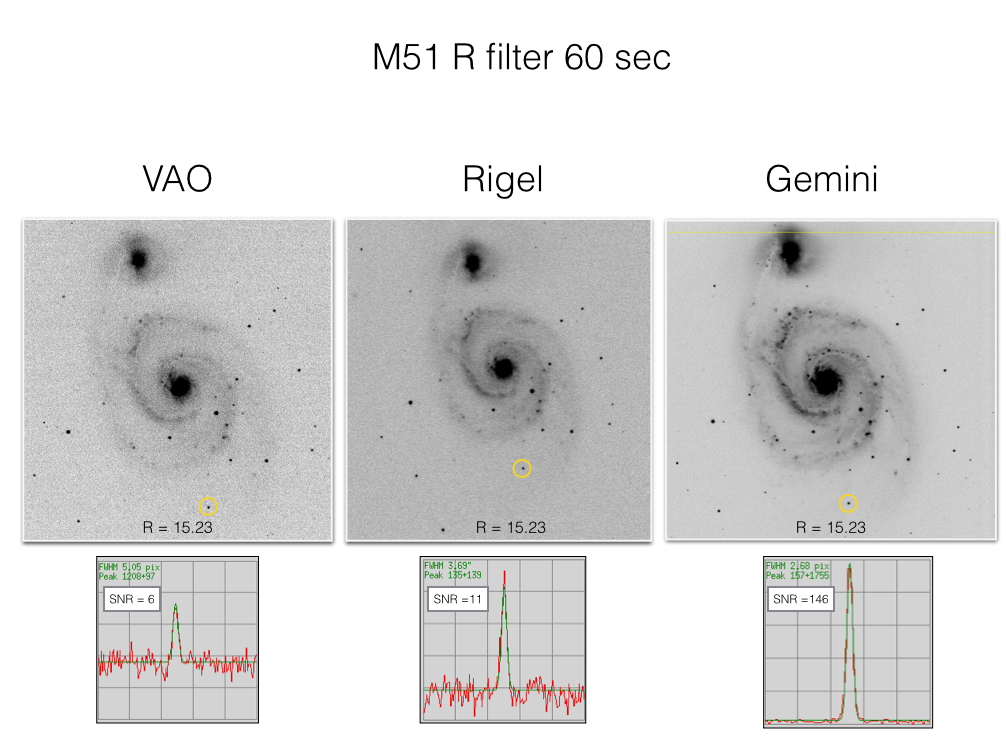 M51 R filter 60 sec
VAO
Rigel
Gemini
R = 15.23
R = 15.23
R = 15.23
FWHM 5.05 pix
Peak 1208+97
SNR = 6
FWHM 3.69"
Peak 135+139
SNR =11
FWHM 2.68 pix
Peak 157+1755
SNR =146